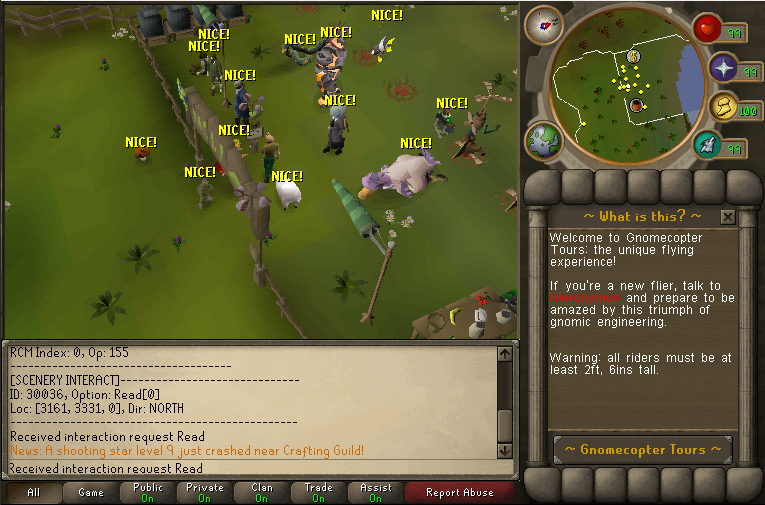 NICE!
NICE!
NICE!
NICE!
NICE!
NICE!
NICE!
NICE!
NICE!
NICE!
NICE!
NICE!
NICE!
99
99
100
99
~ What is this? ~
Welcome to Gnomecopter
Tours: the unique flying
experience!
If you're a new flier, talk to
and prepare to be
amazed by this triumph of
gnomic engineering.
Warning: all riders must be at
least 2ft, 6ins tall.
~ Gnomecopter Tours ~
RCM Index: 0, Op: 155
------------------------------------
[SCENERY INTERACT]-----------------------------
ID: 30036, Option: Read[0]
Loc: [3161, 3331, 0], Dir: NORTH
-----------------------------------------------
Received interaction request Read
News: A shooting star level 9 just crashed near Crafting Guild!
Received interaction request Read
All
Game
Public
On
Private
On
Clan
On
Trade
On
Assist
On
Report Abuse